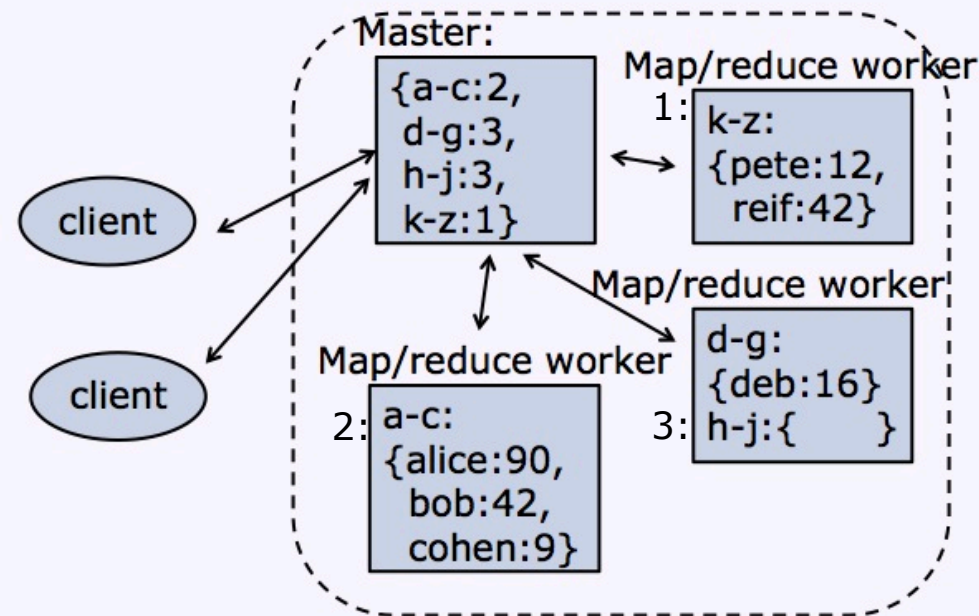 Master:
{a-c:2,
d-g:3,
h-j:3,
k-z:1}
Map/reduce worker
1:
k-z:
{pete:12,
reif:42}
client
client
Map/reduce worker
d-g:
{deb:16}
3: h-j:{ }
Map/reduce worker
2: a-c:
{alice:90,
bob:42,
cohen:9}